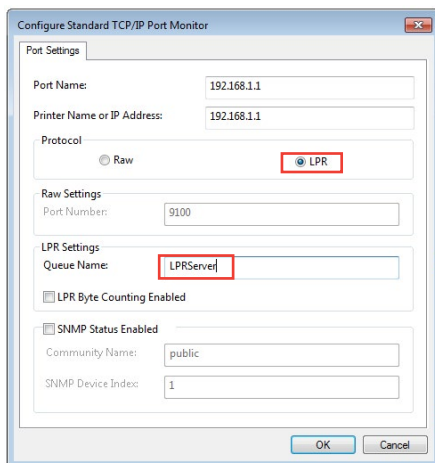 Configure Standard TCP/IP Port Monitor
Port Settings
Port Name: 192.168.1.1
Printer Name or IP Address: 192.168.1.1
Protocol
Raw LPR
Raw Settings
Port Number: 9100
LPR Settings
Queue Name: LPRServer
LPR Byte Counting Enabled
SNMP Status Enabled
Community Name: public
SNMP Device Index: 1
OK Cancel